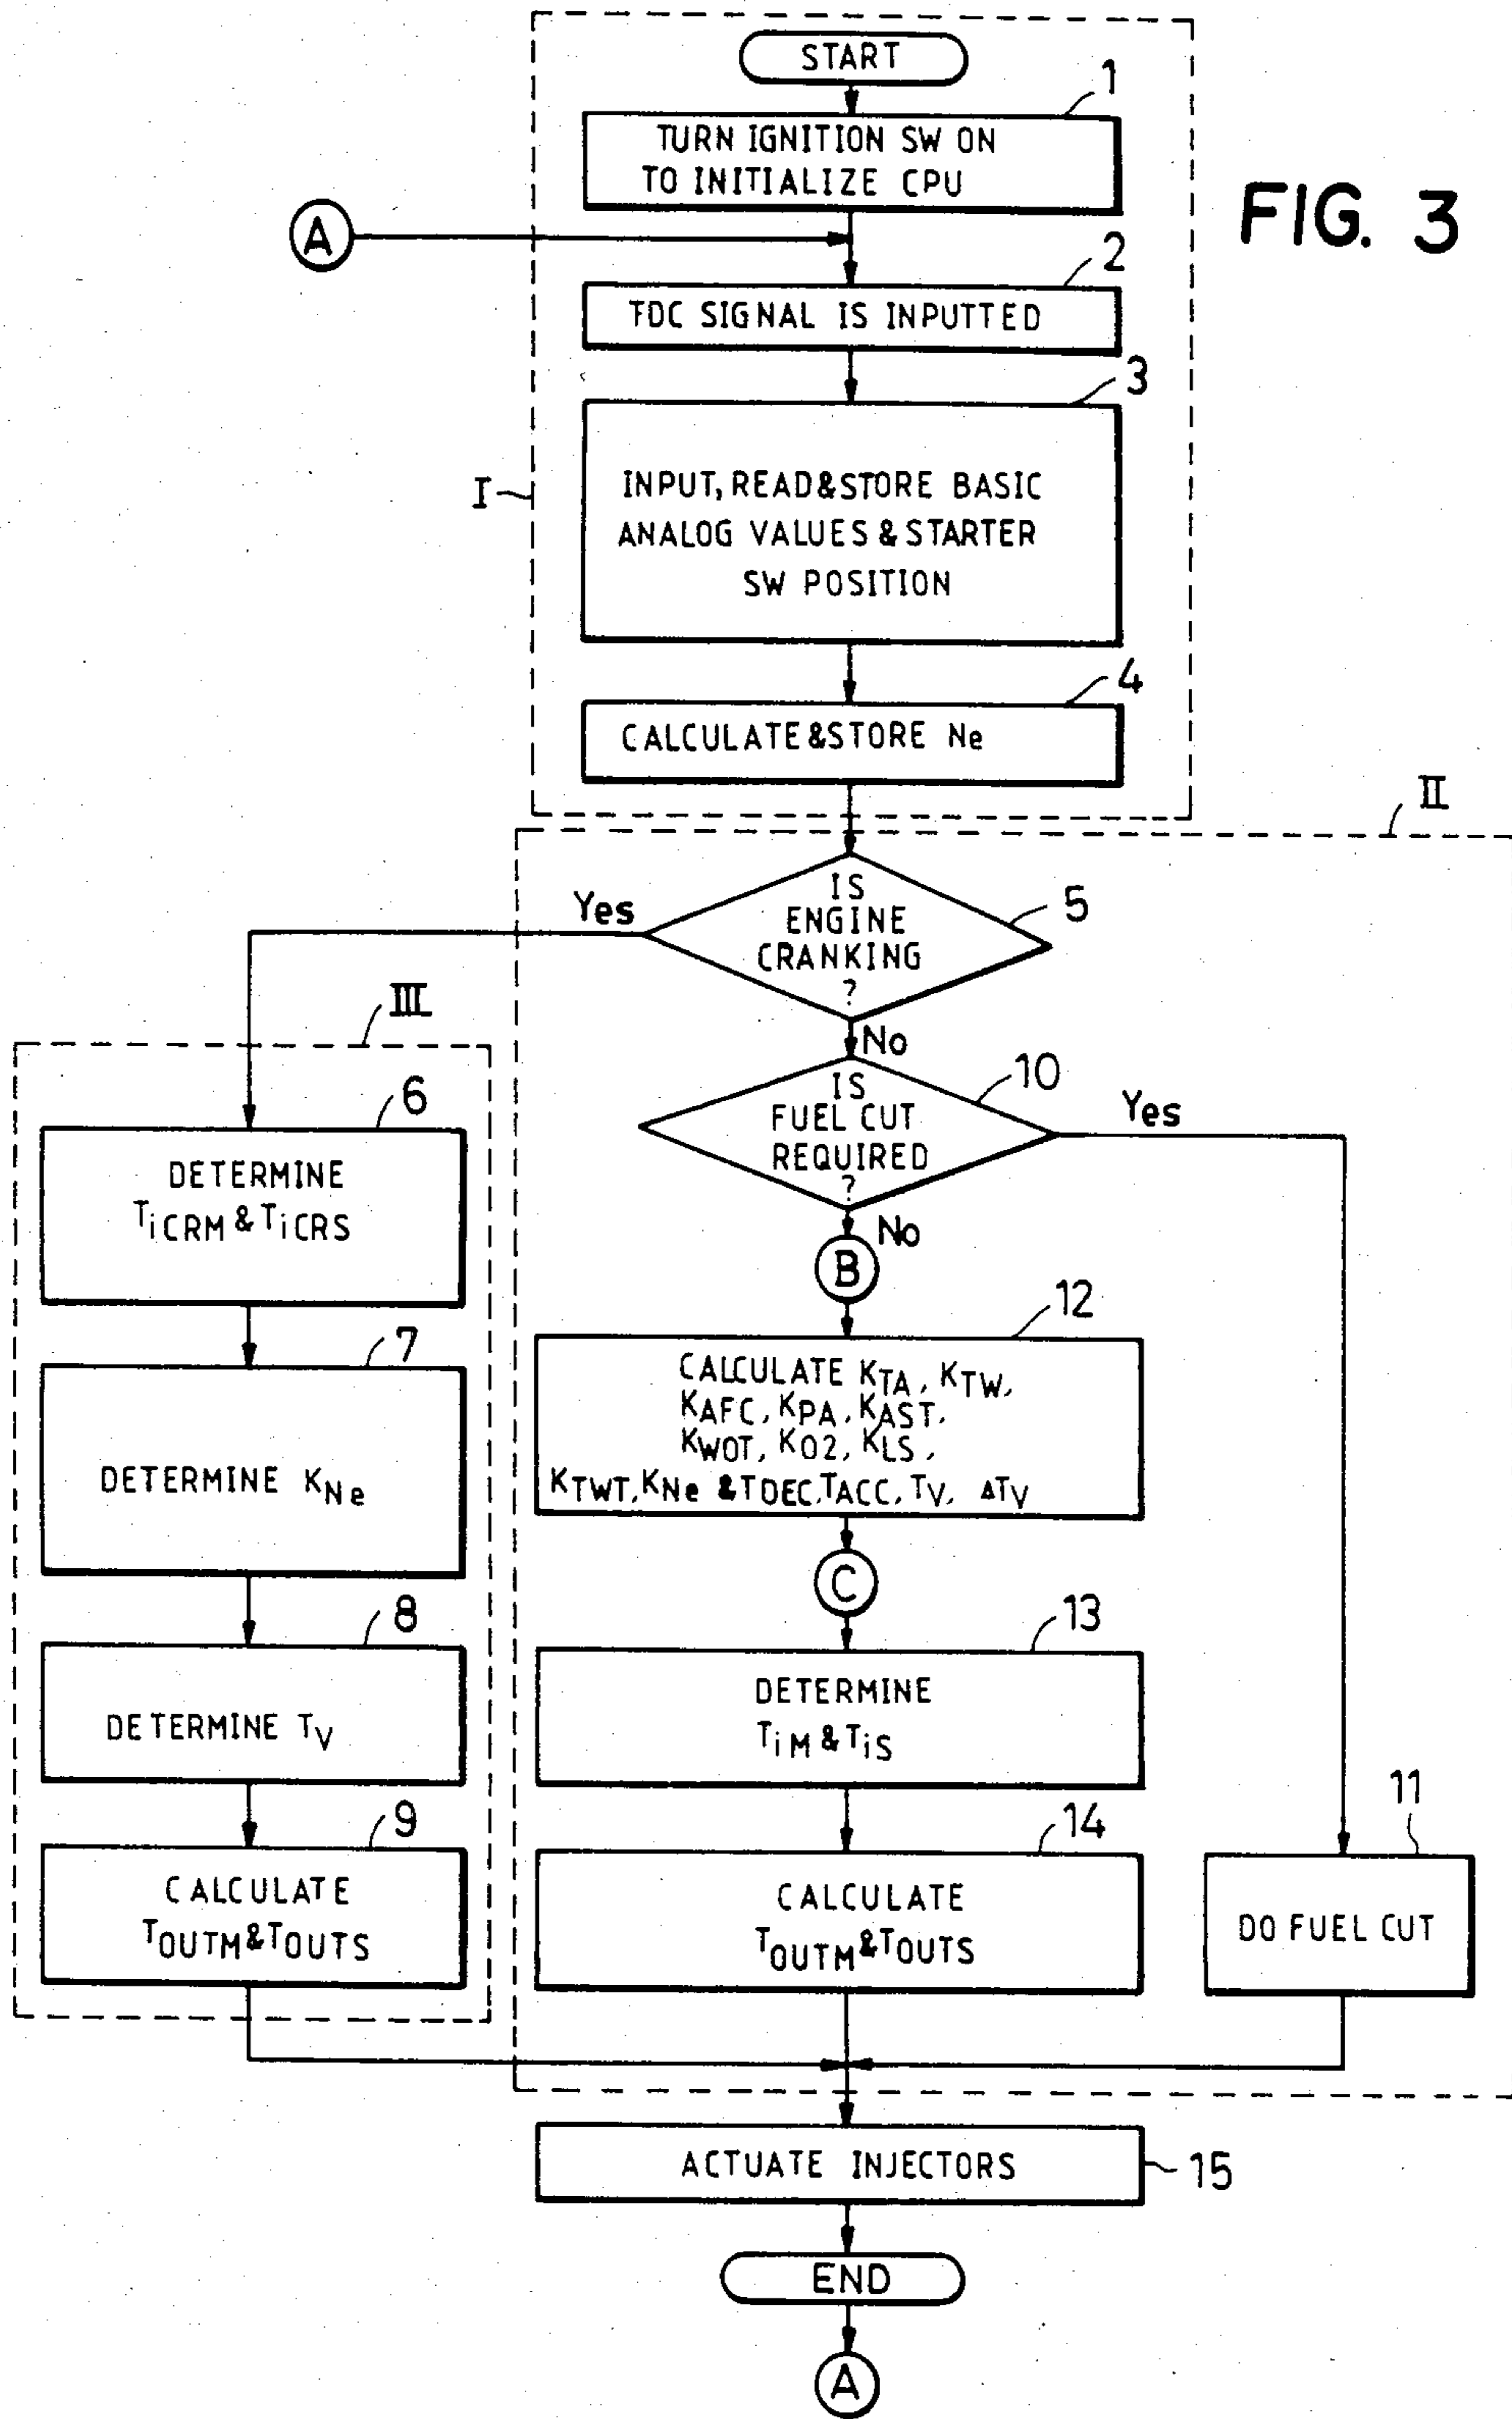 START
1
TURN IGNITION SW ON
TO INITIALIZE CPU
FIG. 3
A
2
TDC SIGNAL IS INPUTTED
3
I
INPUT, READ & STORE BASIC
ANALOG VALUES & STARTER
SW POSITION
4
CALCULATE & STORE Ne
II
5
IS
ENGINE
CRANKING
?
Yes
No
III
10
IS
FUEL CUT
REQUIRED
?
Yes
No
6
DETERMINE
TiCRM & TiCRS
B
12
CALCULATE KTA, KTW,
KAFC, KPA, KAST,
KWOT, KO2, KLS,
KTWT, KNe & TDEC, TACC, TV, ΔTV
7
DETERMINE KNe
C
8
DETERMINE TV
13
DETERMINE
TiM & TiS
9
CALCULATE
TOUTM & TOUTS
14
CALCULATE
TOUTM & TOUTS
11
DO FUEL CUT
ACTUATE INJECTORS
15
END
A